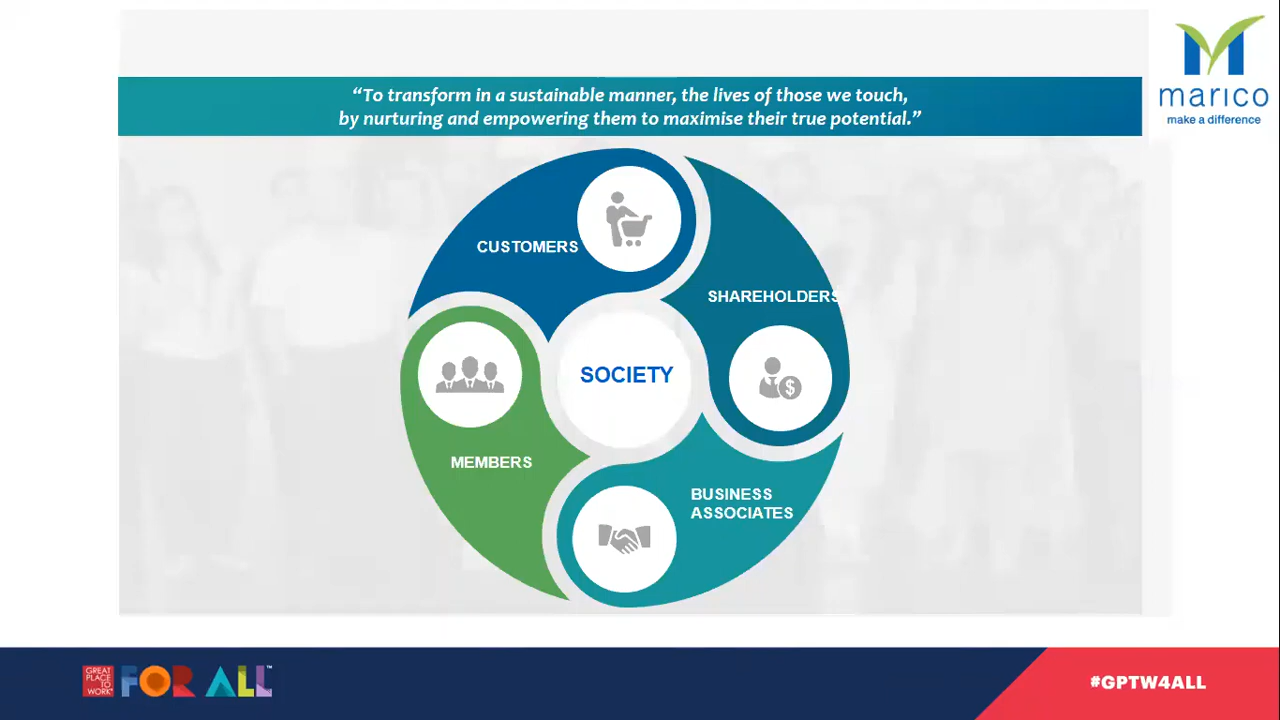 “To transform in a sustainable manner, the lives of those we touch,
by nurturing and empowering them to maximise their true potential.”
marico
make a difference
CUSTOMERS
SHAREHOLDERS
SOCIETY
MEMBERS
BUSINESS
ASSOCIATES
$
GREAT
PLACE
TO
WORK®
FOR ALL™
#GPTW4ALL